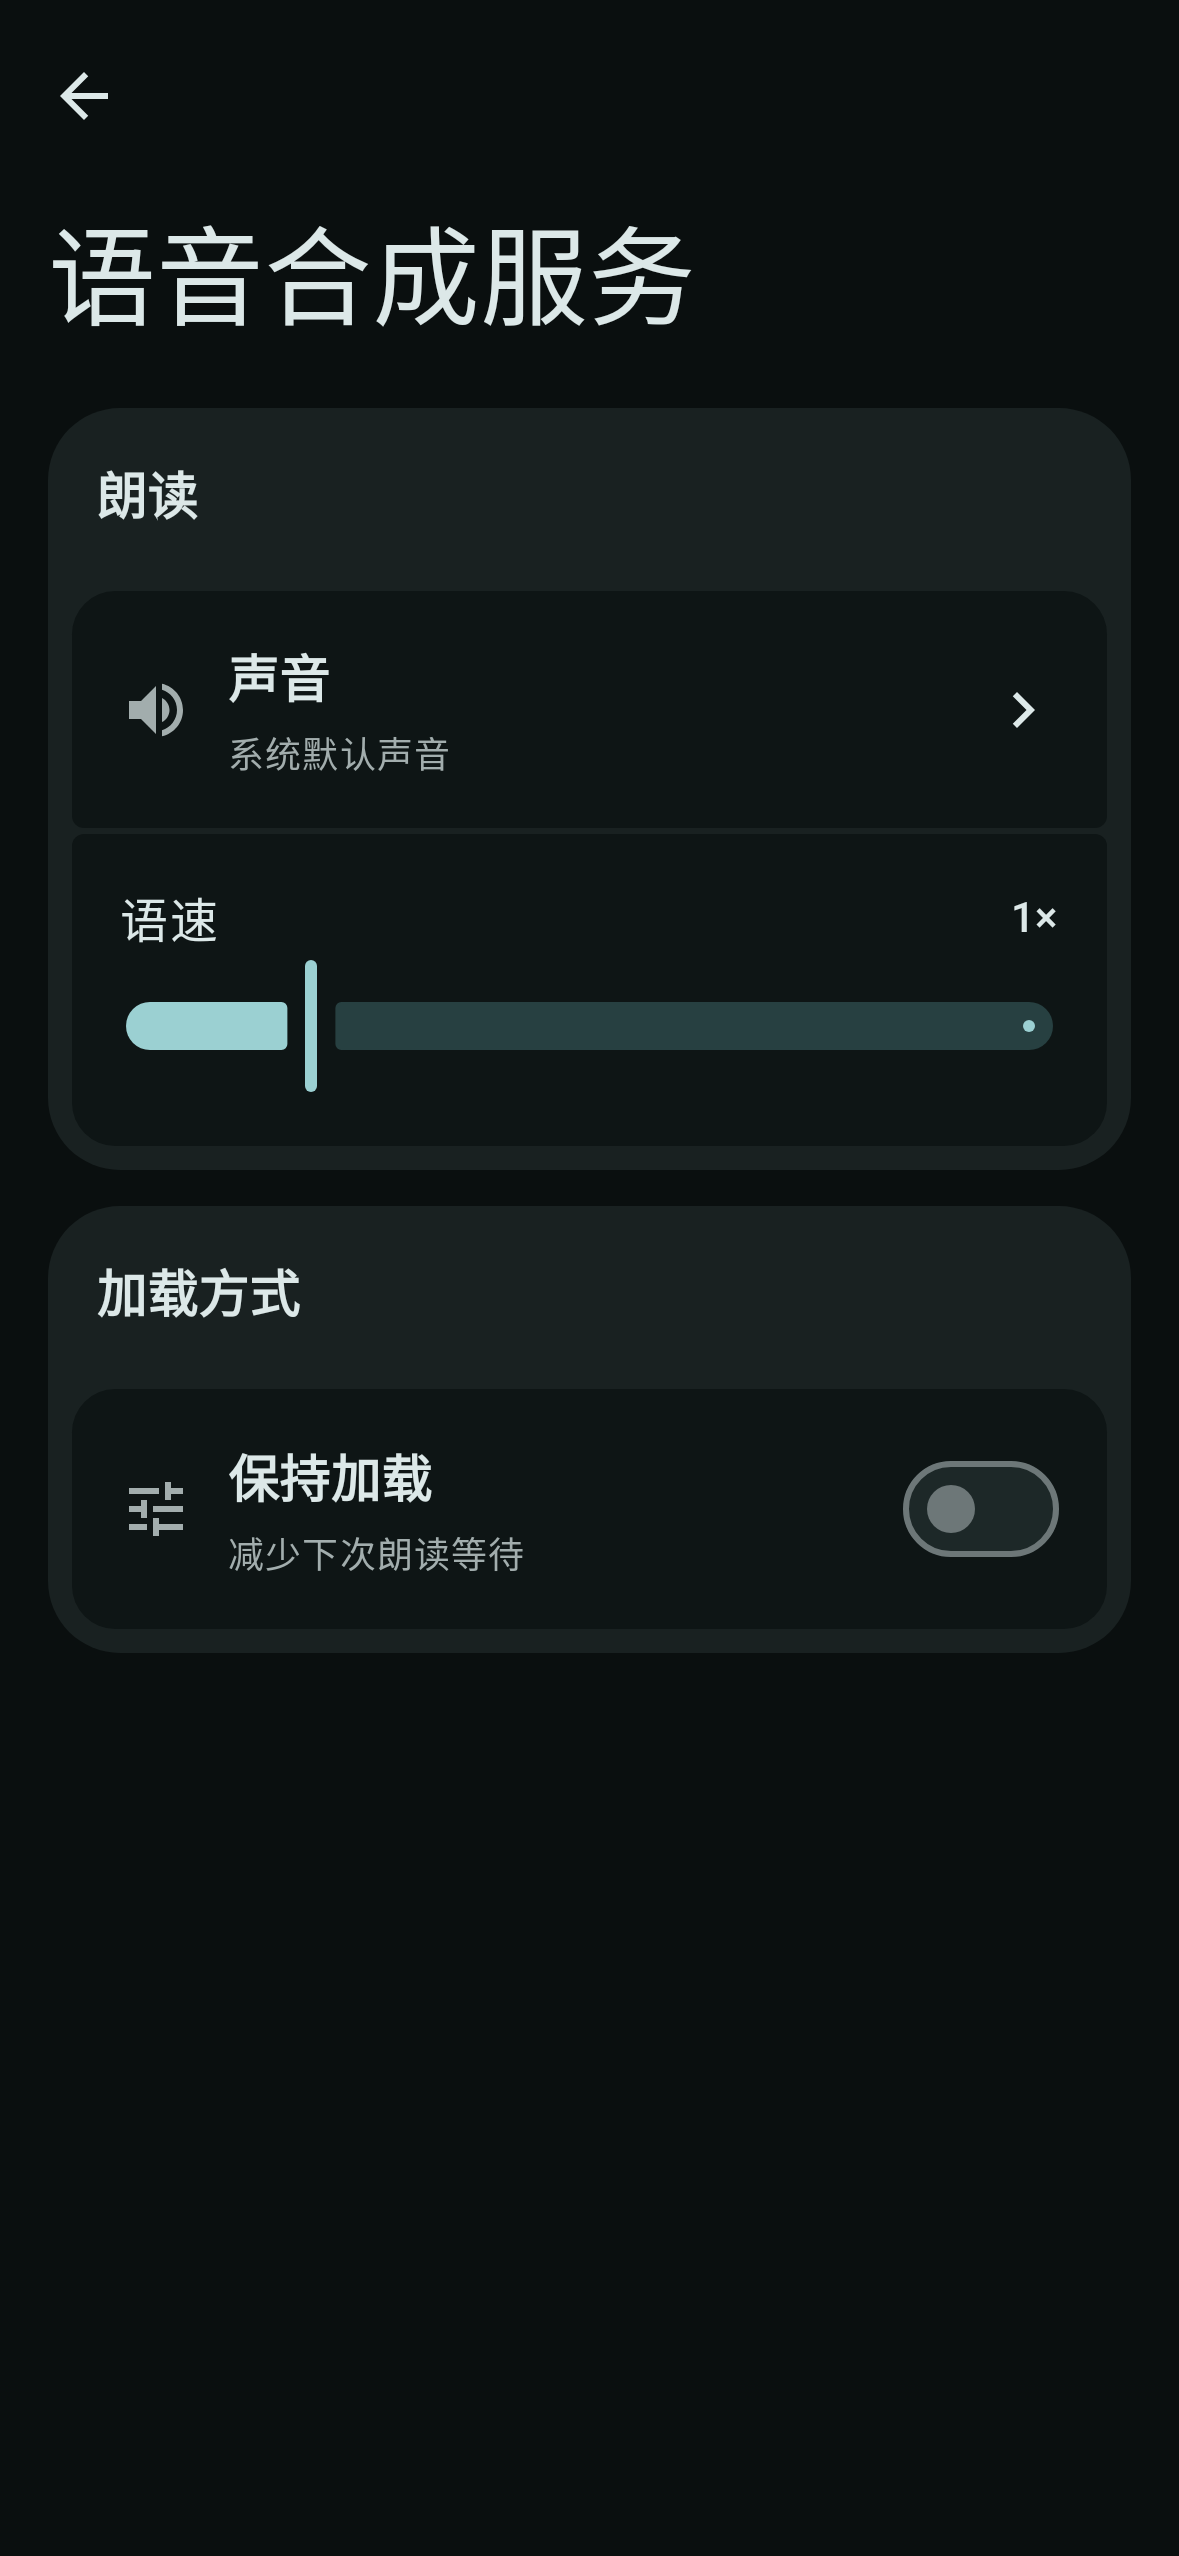 语音合成服务
朗读
声音
系统默认声音
语速 1×
加载方式
保持加载
减少下次朗读等待